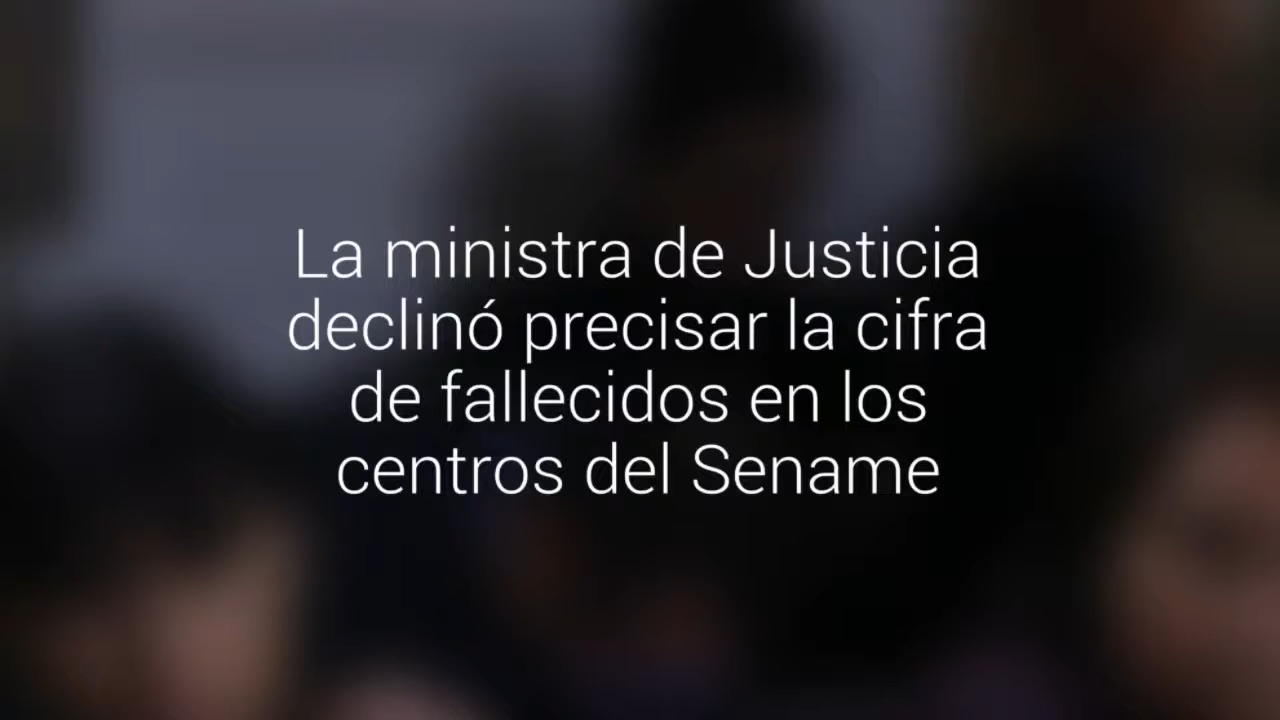 La ministra de Justicia
declinó precisar la cifra
de fallecidos en los
centros del Sename